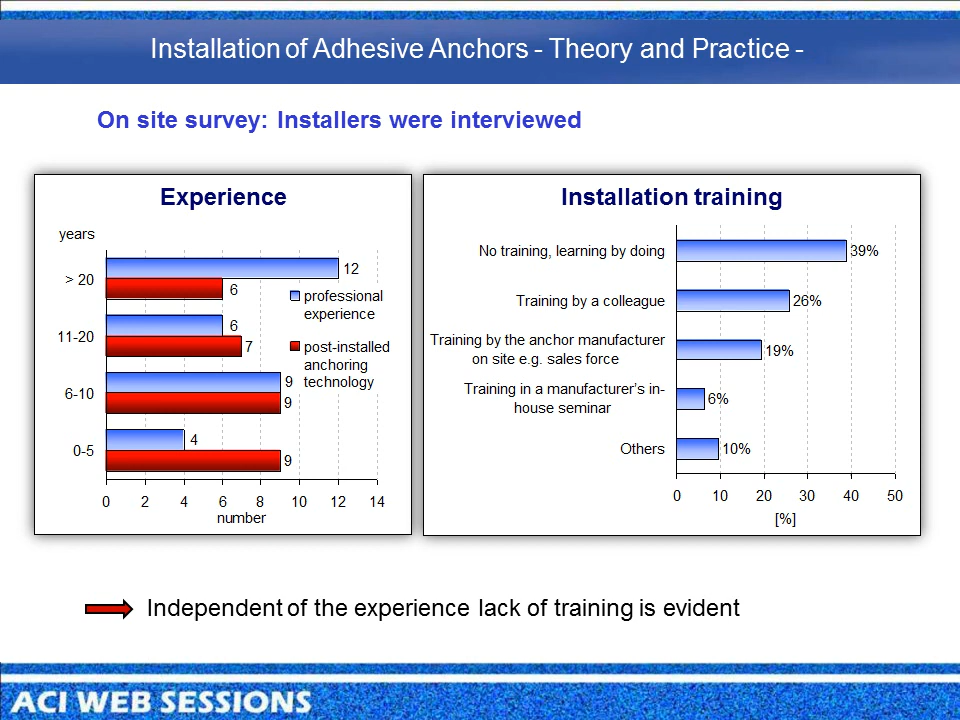 Installation of Adhesive Anchors - Theory and Practice -
On site survey: Installers were interviewed
Experience
years
> 20
12
6
11-20
6
7
6-10
9
9
0-5
4
9
professional
experience
post-installed
anchoring
technology
0 2 4 6 8 10 12 14
number
Installation training
No training, learning by doing
39%
Training by a colleague
26%
Training by the anchor manufacturer
on site e.g. sales force
19%
Training in a manufacturer's in-
house seminar
6%
Others
10%
0 10 20 30 40 50
[%]
Independent of the experience lack of training is evident
ACI WEB SESSIONS